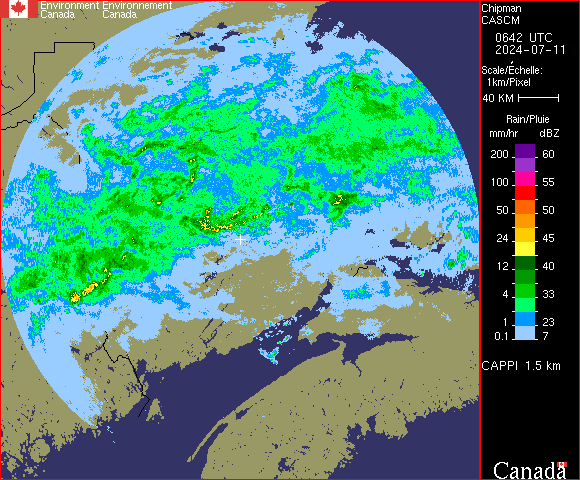 Environment Environnement
Canada Canada
Chipman
CASCM
0642 UTC
2024-07-11
Scale/Échelle:
1km/Pixel
40 KM
Rain/Pluie
mm/hr dBZ
200 60
100 55
50 50
24 45
12 40
4 33
1 23
0.1 7
CAPPI 1.5 km
Canada